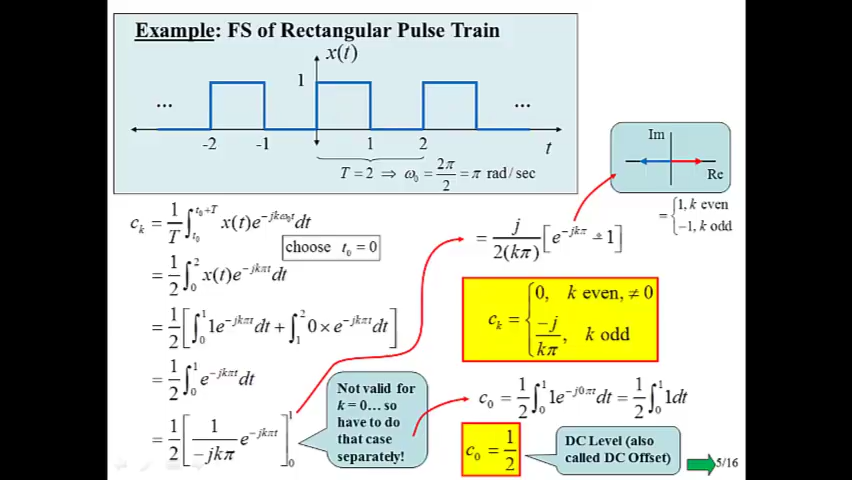 Example: FS of Rectangular Pulse Train
x(t)
1
... ...
-2 -1 1 2 t
T = 2 ⇒ ω₀ = 2π/2 = π rad/sec
Im
Re
= {1, k even
−1, k odd
c_k = 1/T ∫_{t₀}^{t₀+T} x(t)e^{−jkω₀t}dt
choose t₀ = 0
= 1/2 ∫_0^2 x(t)e^{−jkπt}dt
= 1/2 [∫_0^1 1e^{−jkπt}dt + ∫_1^2 0 × e^{−jkπt}dt]
= 1/2 ∫_0^1 e^{−jkπt}dt
= 1/2 [1/(−jkπ) e^{−jkπt}]_0^1
Not valid for
k = 0… so
have to do
that case
separately!
= j/(2(kπ)) [e^{−jkπ} − 1]
c_k = {0, k even, ≠ 0
−j/(kπ), k odd
c₀ = 1/2 ∫_0^1 1e^{−j0πt}dt = 1/2 ∫_0^1 1dt
c₀ = 1/2
DC Level (also
called DC Offset)
5/16